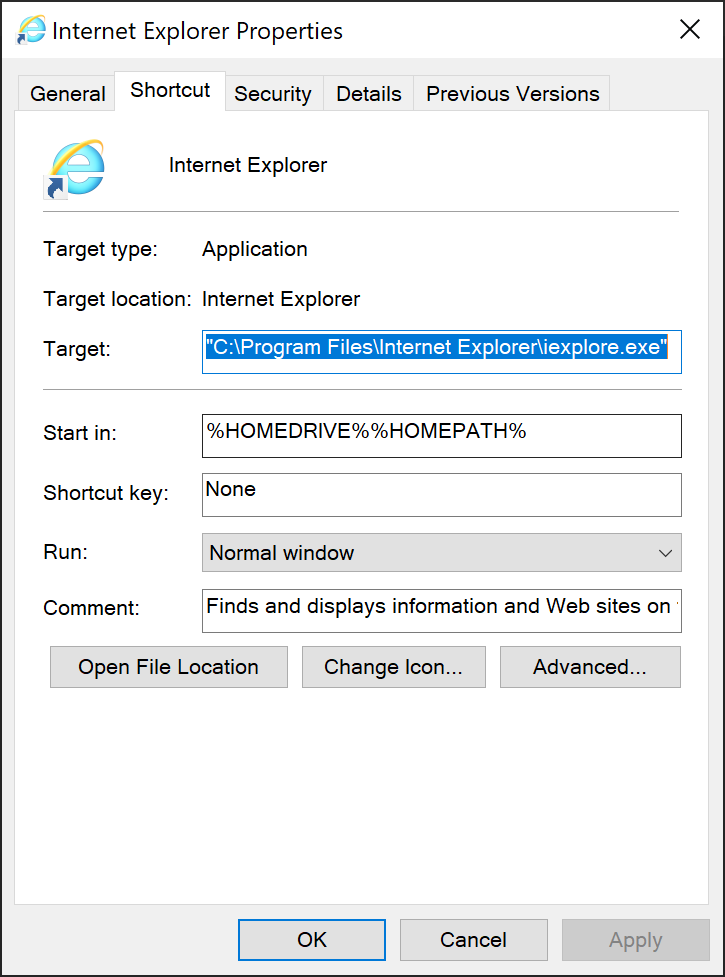 Internet Explorer Properties
General Shortcut Security Details Previous Versions
Internet Explorer
Target type: Application
Target location: Internet Explorer
Target: "C:\Program Files\Internet Explorer\iexplore.exe"
Start in: %HOMEDRIVE%%HOMEPATH%
Shortcut key: None
Run: Normal window
Comment: Finds and displays information and Web sites on
Open File Location Change Icon... Advanced...
OK Cancel Apply